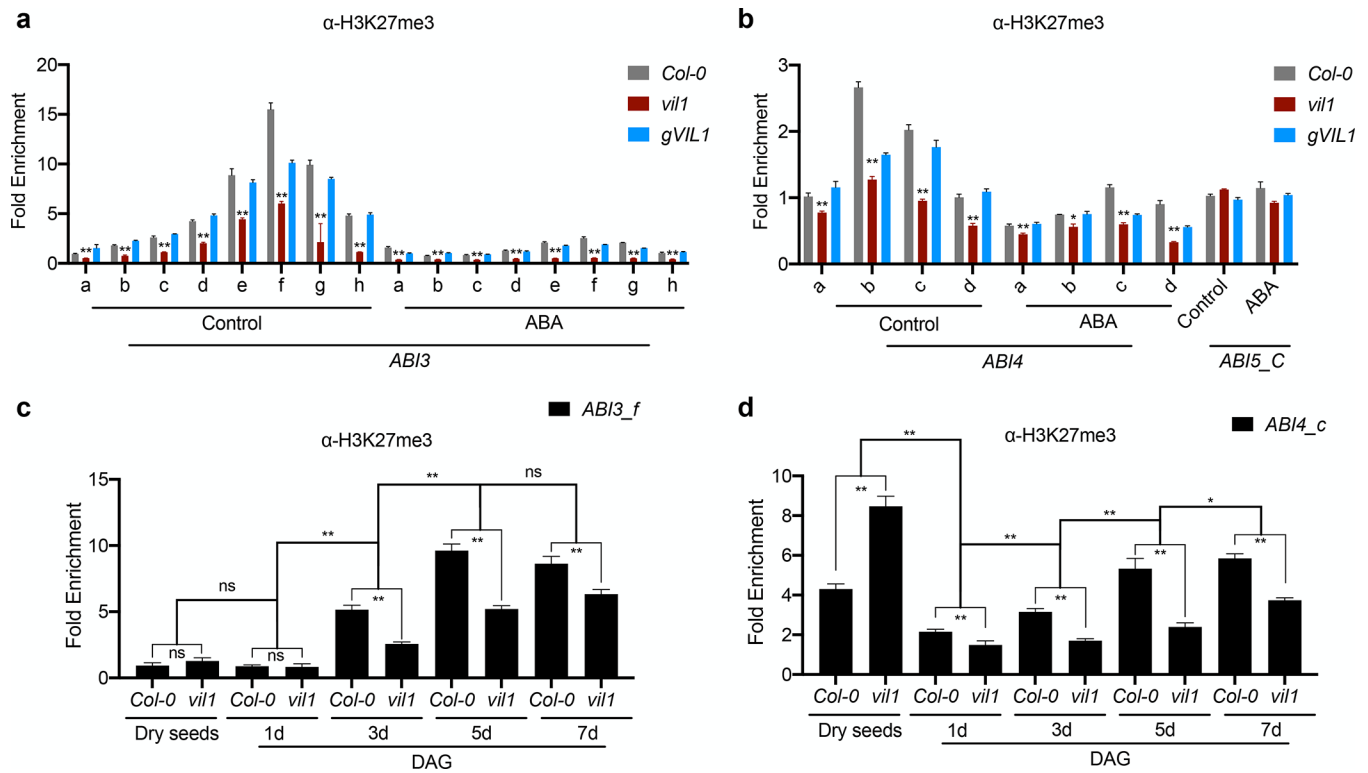 a
α-H3K27me3
Fold Enrichment
20
15
10
5
0
Col-0
vil1
gVIL1
** ** ** ** ** ** ** ** ** ** ** ** ** ** ** **
a b c d e f g h a b c d e f g h
Control ABA
ABI3
b
α-H3K27me3
Fold Enrichment
3
2
1
0
Col-0
vil1
gVIL1
** ** ** ** ** * ** **
a b c d a b c d Control ABA
Control ABA
ABI4 ABI5_C
c
ABI3_f
α-H3K27me3
Fold Enrichment
15
10
5
0
ns ** ** ns
ns ns ** ** **
Col-0 vil1 Col-0 vil1 Col-0 vil1 Col-0 vil1 Col-0 vil1
Dry seeds 1d 3d 5d 7d
DAG
d
ABI4_c
α-H3K27me3
Fold Enrichment
10
8
6
4
2
0
** ** ** *
** ** ** ** **
Col-0 vil1 Col-0 vil1 Col-0 vil1 Col-0 vil1 Col-0 vil1
Dry seeds 1d 3d 5d 7d
DAG